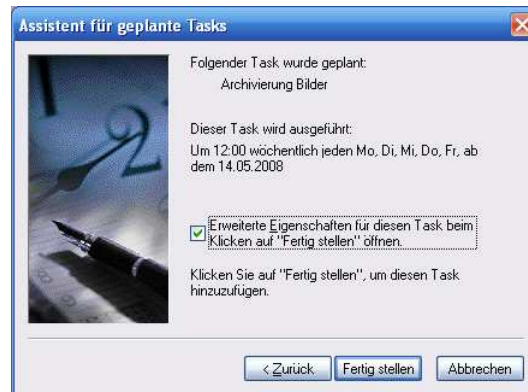 Assistent für geplante Tasks
Folgender Task wurde geplant:
Archivierung Bilder
Dieser Task wird ausgeführt:
Um 12:00 wöchentlich jeden Mo, Di, Mi, Do, Fr, ab
dem 14.05.2008
Erweiterte Eigenschaften für diesen Task beim
Klicken auf "Fertig stellen" öffnen.
Klicken Sie auf "Fertig stellen", um diesen Task
hinzuzufügen.
< Zurück Fertig stellen Abbrechen